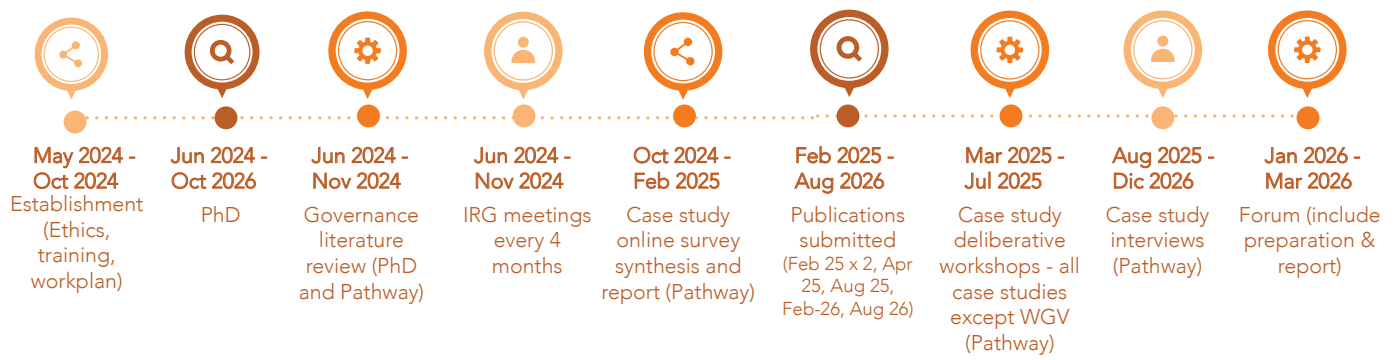 May 2024 -
Oct 2024
Establishment
(Ethics,
training,
workplan)
Jun 2024 -
Oct 2026
PhD
Jun 2024 -
Nov 2024
Governance
literature
review (PhD
and Pathway)
Jun 2024 -
Nov 2024
IRG meetings
every 4
months
Oct 2024 -
Feb 2025
Case study
online survey
synthesis and
report (Pathway)
Feb 2025 -
Aug 2026
Publications
submitted
(Feb 25 x 2, Apr
25, Aug 25,
Feb-26, Aug 26)
Mar 2025 -
Jul 2025
Case study
deliberative
workshops - all
case studies
except WGV
(Pathway)
Aug 2025 -
Dic 2026
Case study
interviews
(Pathway)
Jan 2026 -
Mar 2026
Forum (include
preparation &
report)